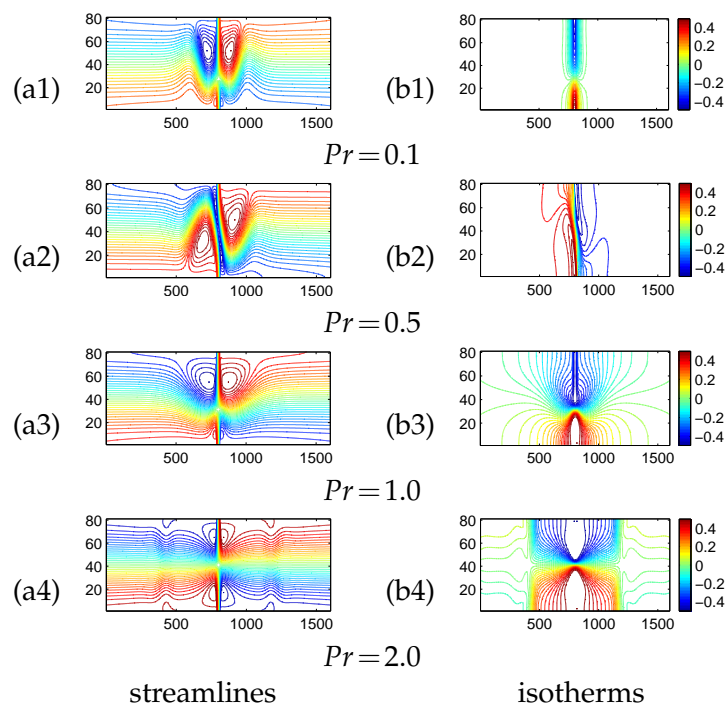 (a1) 80 60 40 20 500 1000 1500 (b1) 80 60 40 20 500 1000 1500 0.4 0.2 0 −0.2 −0.4
Pr = 0.1
(a2) 80 60 40 20 500 1000 1500 (b2) 80 60 40 20 500 1000 1500 0.4 0.2 0 −0.2 −0.4
Pr = 0.5
(a3) 80 60 40 20 500 1000 1500 (b3) 80 60 40 20 500 1000 1500 0.4 0.2 0 −0.2 −0.4
Pr = 1.0
(a4) 80 60 40 20 500 1000 1500 (b4) 80 60 40 20 500 1000 1500 0.4 0.2 0 −0.2 −0.4
Pr = 2.0
streamlines isotherms